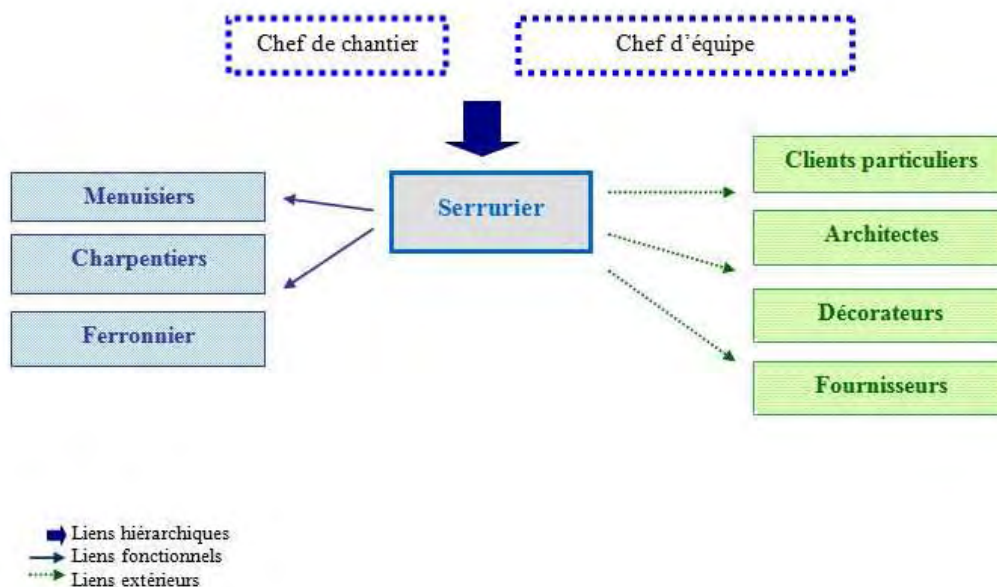 Chef de chantier
Chef d'équipe
Serrurier
Menuisiers
Charpentiers
Ferronnier
Clients particuliers
Architectes
Décorateurs
Fournisseurs
Liens hiérarchiques
Liens fonctionnels
Liens extérieurs